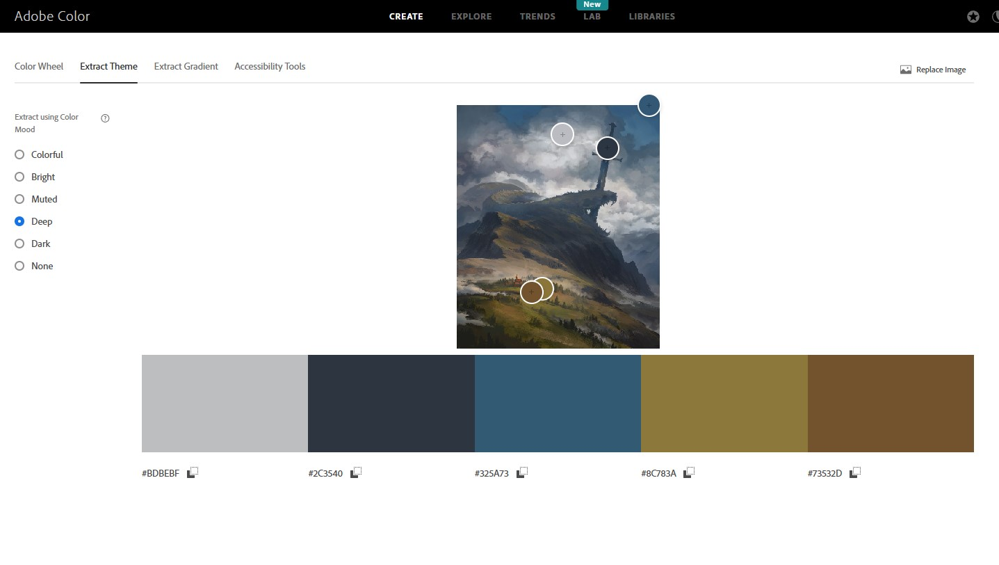 Adobe Color
CREATE EXPLORE TRENDS LAB LIBRARIES
New
Color Wheel Extract Theme Extract Gradient Accessibility Tools
Replace Image
Extract using Color
Mood
Colorful
Bright
Muted
Deep
Dark
None
#BDBEBF #2C3540 #325A73 #8C783A #73532D